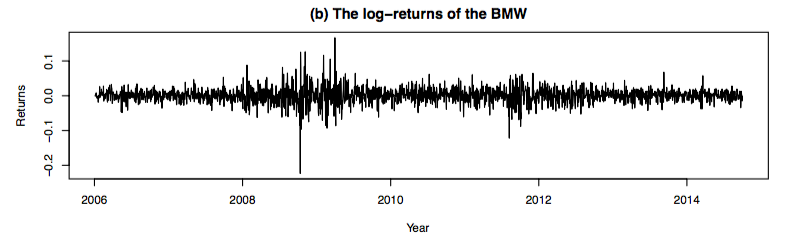 (b) The log−returns of the BMW
Returns
0.1
0.0
−0.1
−0.2
2006 2008 2010 2012 2014
Year